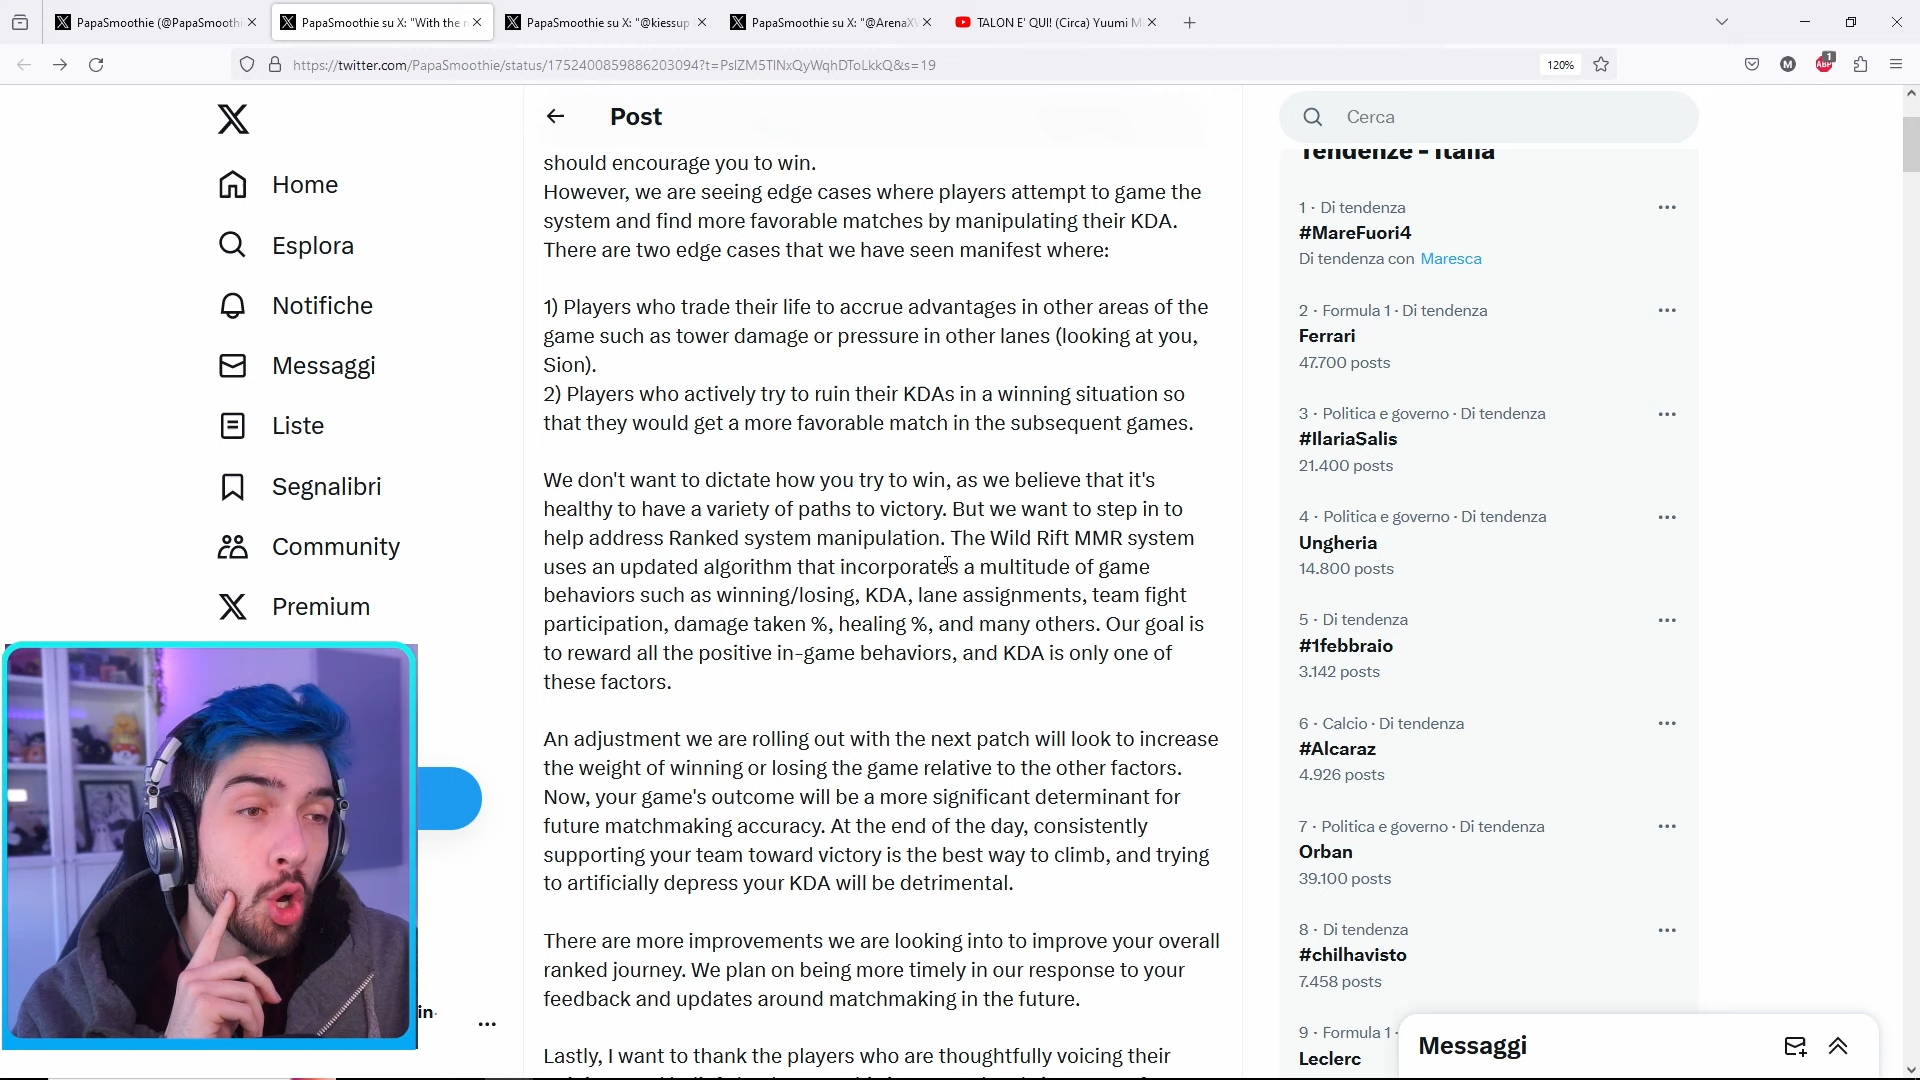 PapaSmoothie (@PapaSmoothi
PapaSmoothie su X: "With the n
PapaSmoothie su X: "@kiessup
PapaSmoothie su X: "@ArenaX
TALON E' QUI! (Circa) Yuumi M
https://twitter.com/PapaSmoothie/status/1752400859886203094?t=PslZM5TlNxQyWqhDToLkkQ&s=19
120%
M
ABP
1
Home
Esplora
Notifiche
Messaggi
Liste
Segnalibri
Community
Premium
in
Post
should encourage you to win.
However, we are seeing edge cases where players attempt to game the
system and find more favorable matches by manipulating their KDA.
There are two edge cases that we have seen manifest where:
1) Players who trade their life to accrue advantages in other areas of the
game such as tower damage or pressure in other lanes (looking at you,
Sion).
2) Players who actively try to ruin their KDAs in a winning situation so
that they would get a more favorable match in the subsequent games.
We don't want to dictate how you try to win, as we believe that it's
healthy to have a variety of paths to victory. But we want to step in to
help address Ranked system manipulation. The Wild Rift MMR system
uses an updated algorithm that incorporates a multitude of game
behaviors such as winning/losing, KDA, lane assignments, team fight
participation, damage taken %, healing %, and many others. Our goal is
to reward all the positive in-game behaviors, and KDA is only one of
these factors.
An adjustment we are rolling out with the next patch will look to increase
the weight of winning or losing the game relative to the other factors.
Now, your game's outcome will be a more significant determinant for
future matchmaking accuracy. At the end of the day, consistently
supporting your team toward victory is the best way to climb, and trying
to artificially depress your KDA will be detrimental.
There are more improvements we are looking into to improve your overall
ranked journey. We plan on being more timely in our response to your
feedback and updates around matchmaking in the future.
Lastly, I want to thank the players who are thoughtfully voicing their
Cerca
Tendenze - Italia
1 · Di tendenza
#MareFuori4
Di tendenza con Maresca
2 · Formula 1 · Di tendenza
Ferrari
47.700 posts
3 · Politica e governo · Di tendenza
#IlariaSalis
21.400 posts
4 · Politica e governo · Di tendenza
Ungheria
14.800 posts
5 · Di tendenza
#1febbraio
3.142 posts
6 · Calcio · Di tendenza
#Alcaraz
4.926 posts
7 · Politica e governo · Di tendenza
Orban
39.100 posts
8 · Di tendenza
#chilhavisto
7.458 posts
9 · Formula 1 ·
Leclerc
Messaggi